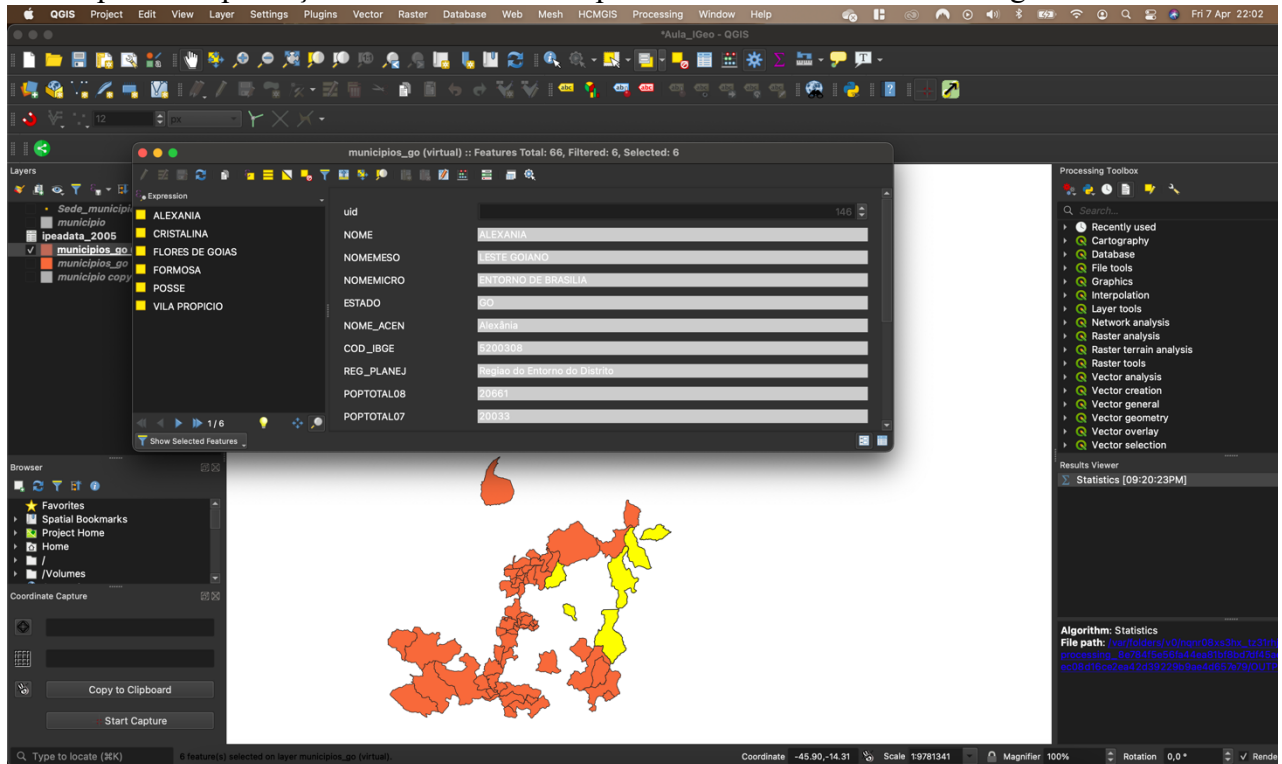 QGIS Project Edit View Layer Settings Plugins Vector Raster Database Web Mesh HCMGIS Processing Window Help Fri 7 Apr 22:02
*Aula_IGeo - QGIS
12 px
municipios_go (virtual) :: Features Total: 66, Filtered: 6, Selected: 6
Layers
Sede_municipi
município
ipeadata_2005
municipios_go
municipios_go
município copy
Expression
ALEXANIA
CRISTALINA
FLORES DE GOIAS
FORMOSA
POSSE
VILA PROPICIO
1/6
Show Selected Features
uid 146
NOME ALEXANIA
NOMEMESO LESTE GOIANO
NOMEMICRO ENTORNO DE BRASILIA
ESTADO GO
NOME_ACEN Alexânia
COD_IBGE 5200308
REG_PLANEJ Regiao do Entorno do Distrito
POPTOTAL08 20661
POPTOTAL07 20033
Processing Toolbox
Search...
Recently used
Cartography
Database
File tools
Graphics
Interpolation
Layer tools
Network analysis
Raster analysis
Raster terrain analysis
Raster tools
Vector analysis
Vector creation
Vector general
Vector geometry
Vector overlay
Vector selection
Results Viewer
Statistics [09:20:23PM]
Algorithm: Statistics
File path:
Browser
Favorites
Spatial Bookmarks
Project Home
Home
/
/Volumes
Coordinate Capture
Copy to Clipboard
Start Capture
Type to locate (⌘K) 6 feature(s) selected on layer municipios_go (virtual). Coordinate -45.90,-14.31 Scale 1:9781341 Magnifier 100% Rotation 0,0 ° Rende